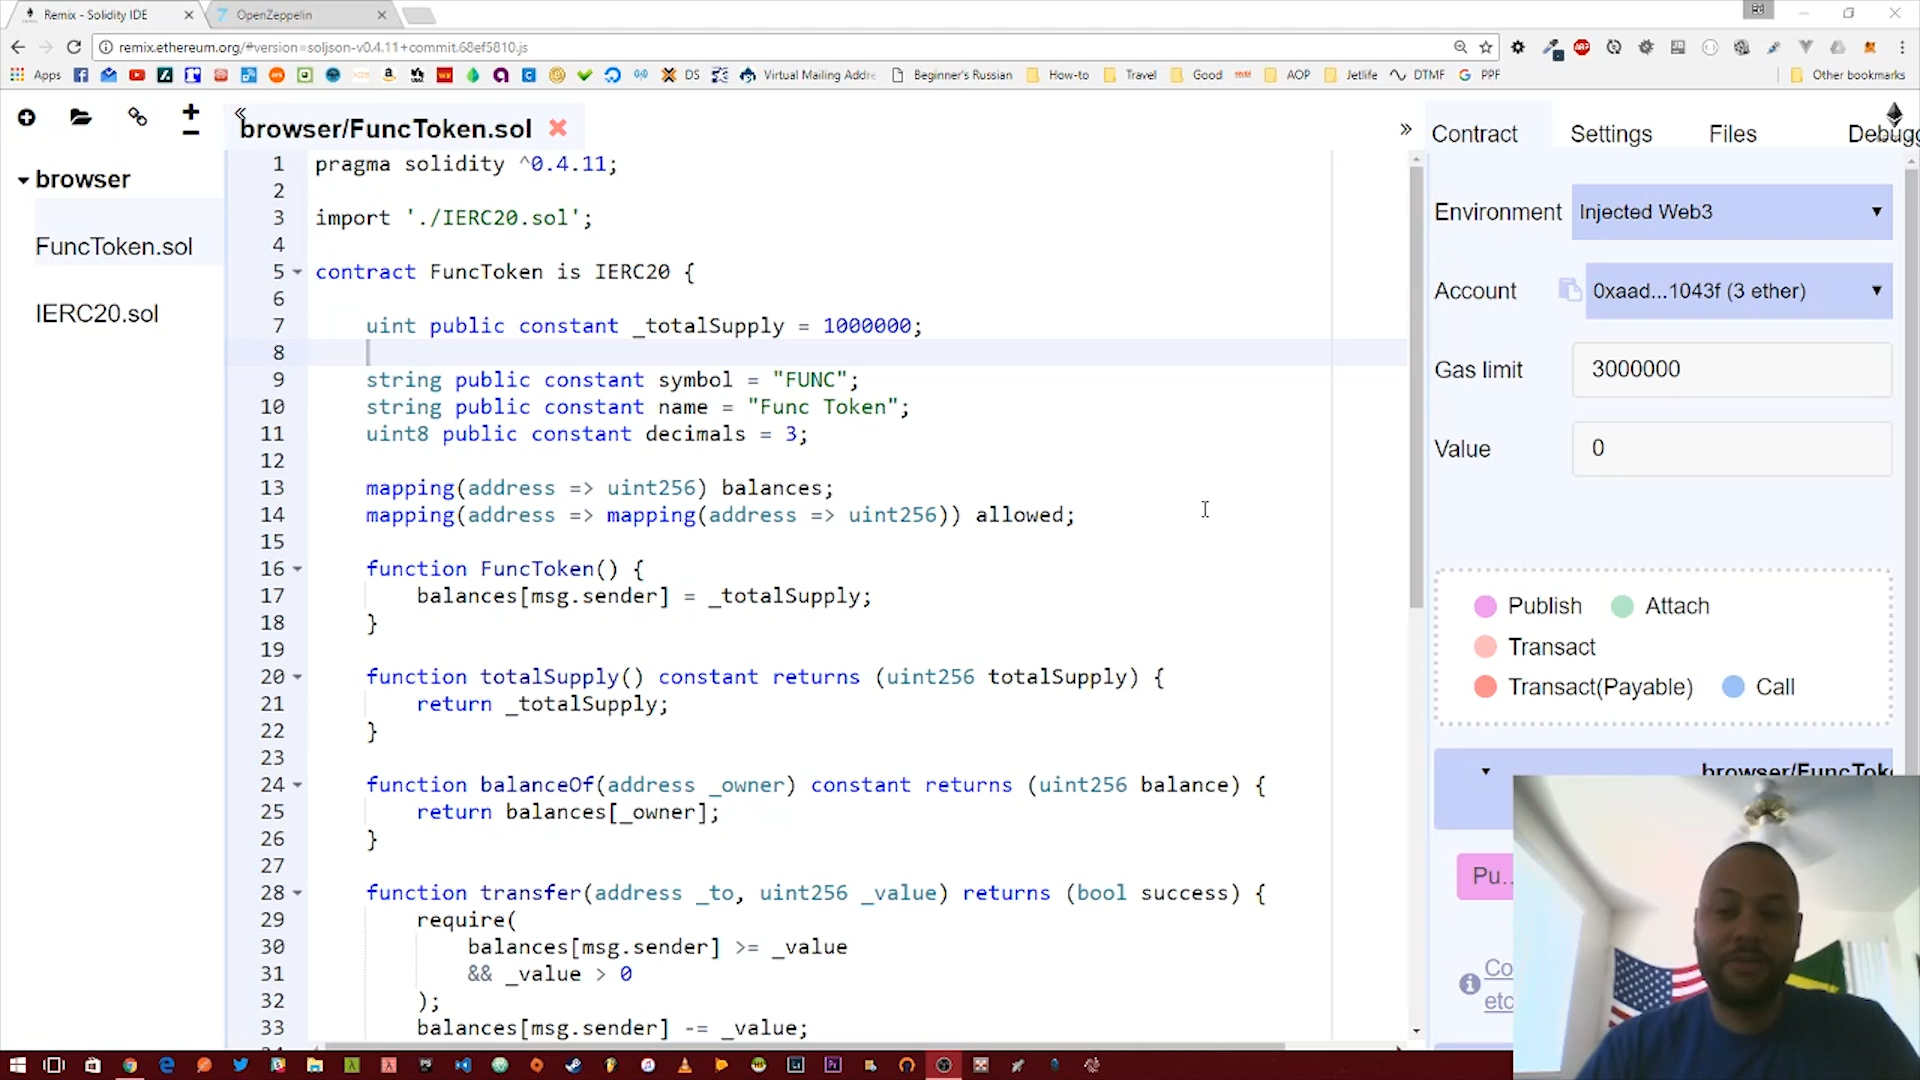 Remix - Solidity IDE
OpenZeppelin
remix.ethereum.org/#version=soljson-v0.4.11+commit.68ef5810.js
Apps
DS
Virtual Mailing Addre
Beginner's Russian
How-to
Travel
Good
AOP
Jetlife
DTMF
PPF
Other bookmarks
browser
FuncToken.sol
IERC20.sol
browser/FuncToken.sol
1 pragma solidity ^0.4.11;
2
3 import './IERC20.sol';
4
5 contract FuncToken is IERC20 {
6
7 uint public constant _totalSupply = 1000000;
8
9 string public constant symbol = "FUNC";
10 string public constant name = "Func Token";
11 uint8 public constant decimals = 3;
12
13 mapping(address => uint256) balances;
14 mapping(address => mapping(address => uint256)) allowed;
15
16 function FuncToken() {
17 balances[msg.sender] = _totalSupply;
18 }
19
20 function totalSupply() constant returns (uint256 totalSupply) {
21 return _totalSupply;
22 }
23
24 function balanceOf(address _owner) constant returns (uint256 balance) {
25 return balances[_owner];
26 }
27
28 function transfer(address _to, uint256 _value) returns (bool success) {
29 require(
30 balances[msg.sender] >= _value
31 && _value > 0
32 );
33 balances[msg.sender] -= _value;
Contract Settings Files Debugg
Environment Injected Web3
Account 0xaad...1043f (3 ether)
Gas limit 3000000
Value 0
Publish Attach
Transact
Transact(Payable) Call
browser/FuncToke
Pu...
Co
etc